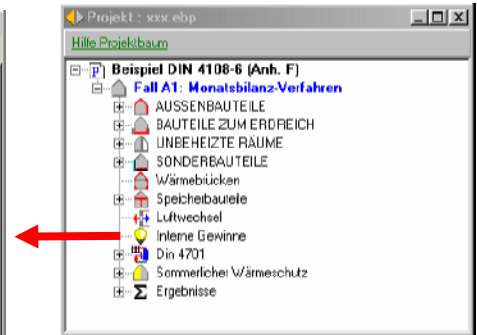 Projekt : xxx.ebp
Hilfe Projektbaum
Beispiel DIN 4108-6 (Anh. F)
Fall A1: Monatsbilanz-Verfahren
AUSSENBAUTEILE
BAUTEILE ZUM ERDREICH
UNBEHEIZTE RÄUME
SONDERBAUTEILE
Wärmebrücken
Speicherbauteile
Luftwechsel
Interne Gewinne
Din 4701
Sommerlicher Wärmeschutz
Ergebnisse